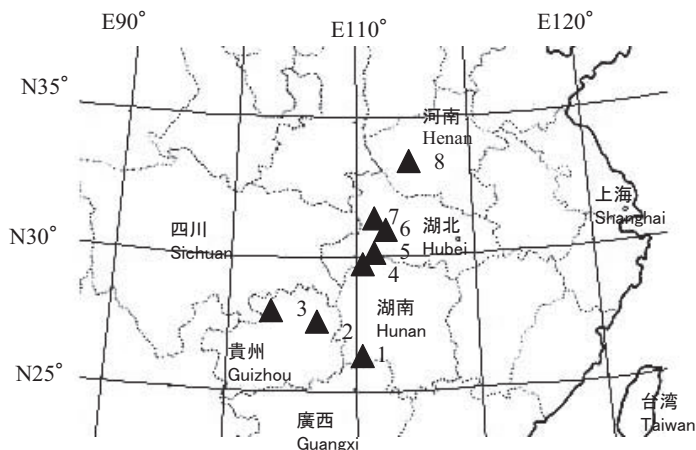 E90°
E110°
E120°
N35°
河南
Henan
8
上海
Shanghai
四川
Sichuan
7
6
湖北
Hubei
N30°
5
4
湖南
Hunan
3
2
貴州
Guizhou
1
N25°
台湾
Taiwan
廣西
Guangxi